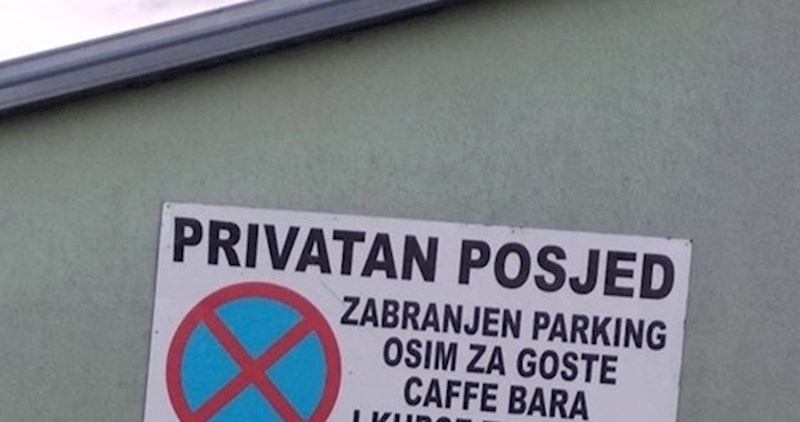 PRIVATAN POSJED
ZABRANJEN PARKING
OSIM ZA GOSTE
CAFFE BARA
I